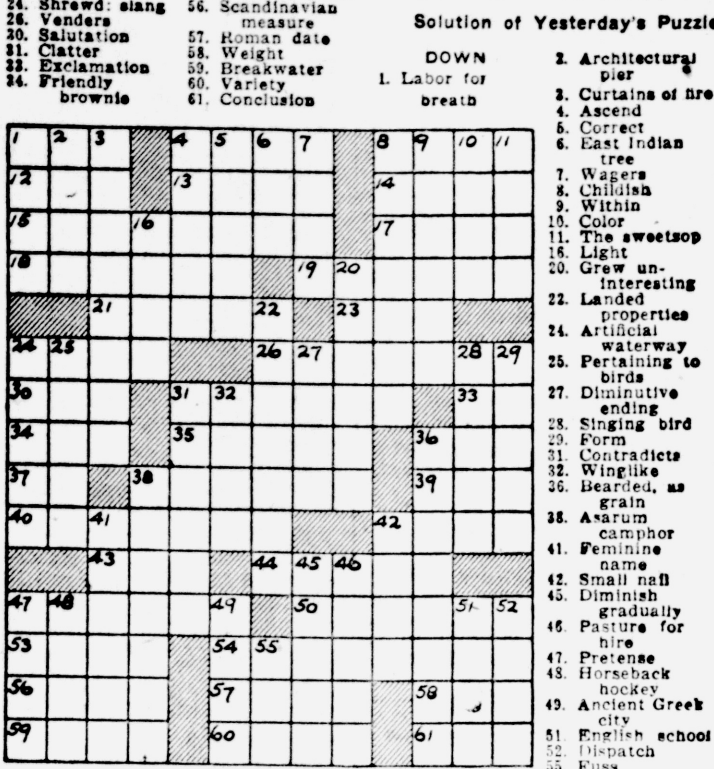 24. Shrewd: slang
26. Venders
30. Salutation
31. Clatter
33. Exclamation
34. Friendly
brownie
56. Scandinavian
measure
57. Roman date
58. Weight
59. Breakwater
60. Variety
61. Conclusion
Solution of Yesterday's Puzzle
DOWN
1. Labor for
breath
2. Architectural
pier
3. Curtains of fire
4. Ascend
5. Correct
6. East Indian
tree
7. Wagers
8. Childish
9. Within
10. Color
11. The sweetsop
16. Light
20. Grew un-
interesting
22. Landed
properties
24. Artificial
waterway
25. Pertaining to
birds
27. Diminutive
ending
28. Singing bird
29. Form
31. Contradicts
32. Winglike
36. Bearded, as
grain
38. Asarum
camphor
41. Feminine
name
42. Small nail
45. Diminish
gradually
46. Pasture for
hire
47. Pretense
48. Horseback
hockey
49. Ancient Greek
city
51. English school
52. Dispatch
55. Fuss
1 2 3 4 5 6 7 8 9 10 11
12 13 14
15 16 17
18 19 20
21 22 23
24 25 26 27 28 29
30 31 32 33
34 35 36
37 38 39
40 41 42
43 44 45 46
47 48 49 50 51 52
53 54 55
56 57 58
59 60 61